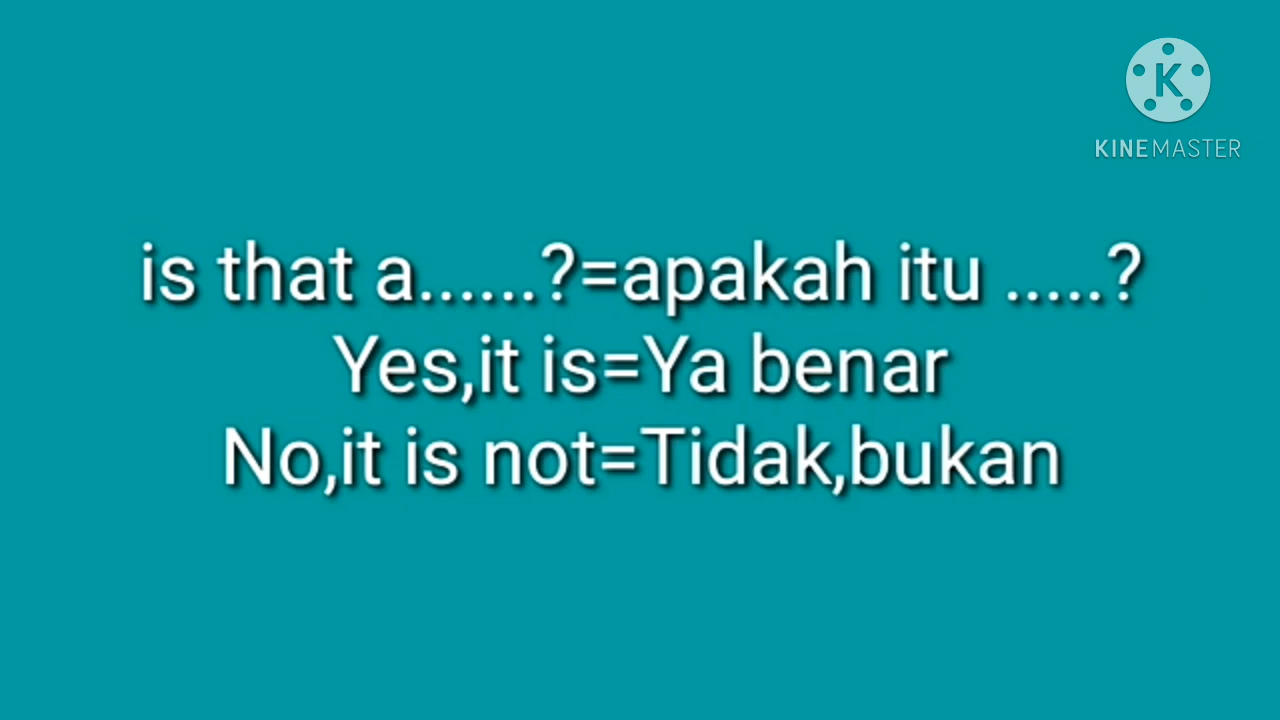 K
KINEMASTER
is that a......?=apakah itu .....?
Yes,it is=Ya benar
No,it is not=Tidak,bukan